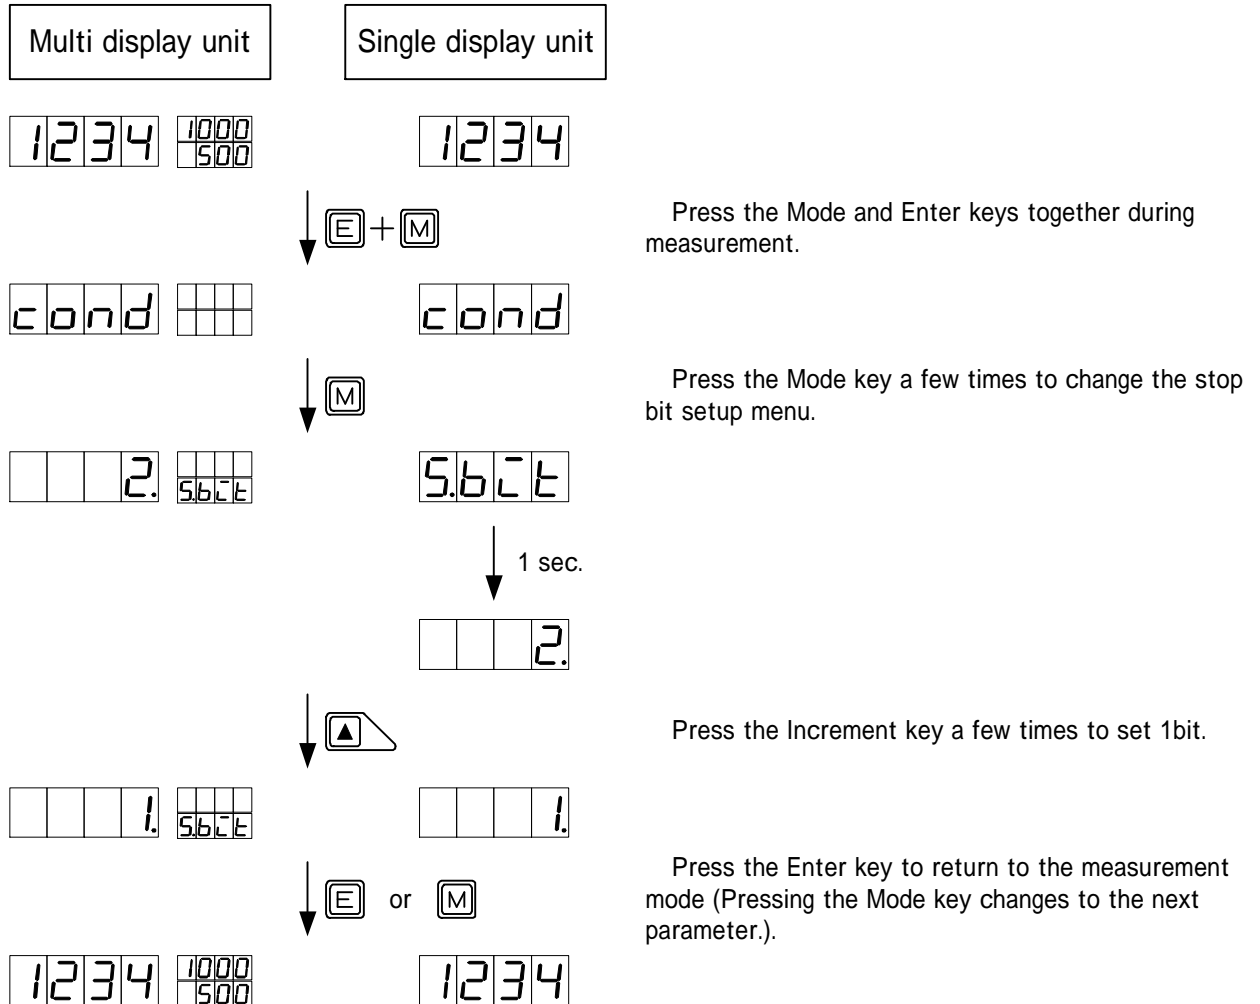 Multi display unit Single display unit
1234 1000 1234
500
E + M Press the Mode and Enter keys together during
measurement.
cond cond
M Press the Mode key a few times to change the stop
bit setup menu.
2. S.bit S.bit
1 sec.
2.
▲ Press the Increment key a few times to set 1bit.
1. S.bit 1.
E or M Press the Enter key to return to the measurement
mode (Pressing the Mode key changes to the next
parameter.).
1234 1000 1234
500